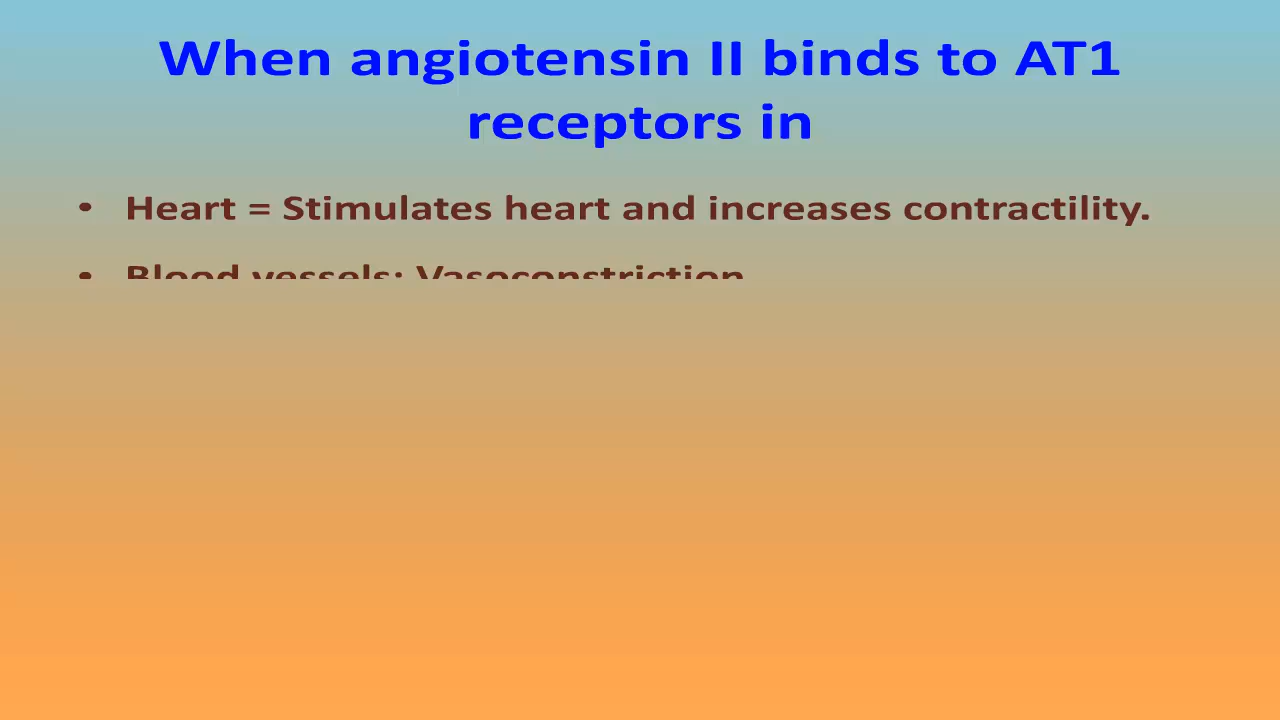 When angiotensin II binds to AT1
receptors in
• Heart = Stimulates heart and increases contractility.
• Blood vessels: Vasoconstriction